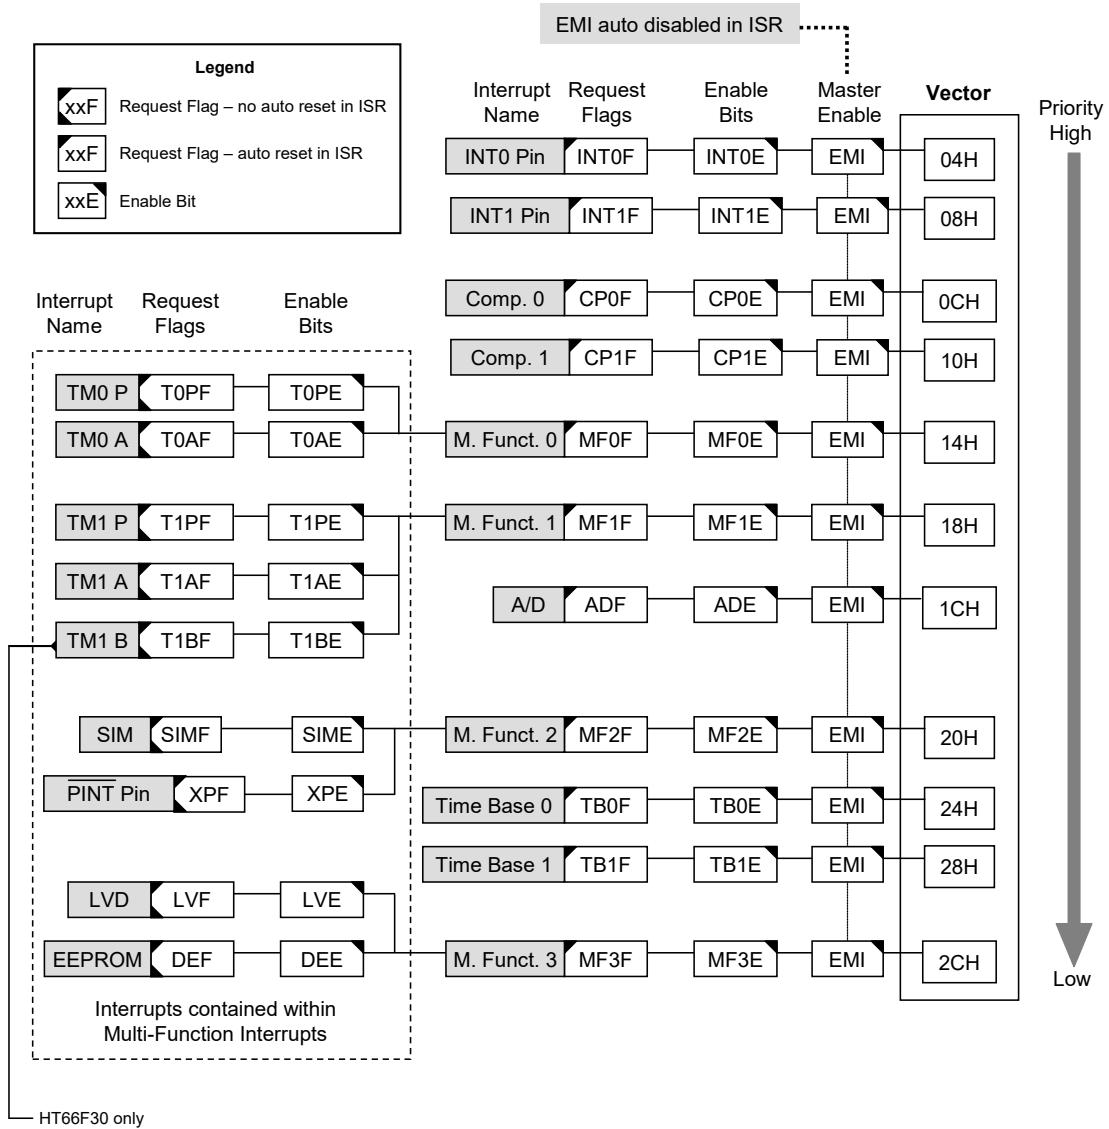 EMI auto disabled in ISR
Legend
xxF Request Flag – no auto reset in ISR
xxF Request Flag – auto reset in ISR
xxE Enable Bit
Interrupt Name Request Flags Enable Bits Master Enable Vector
Priority High
INT0 Pin INT0F INT0E EMI 04H
INT1 Pin INT1F INT1E EMI 08H
Comp. 0 CP0F CP0E EMI 0CH
Comp. 1 CP1F CP1E EMI 10H
Interrupt Name Request Flags Enable Bits
TM0 P T0PF T0PE
TM0 A T0AF T0AE M. Funct. 0 MF0F MF0E EMI 14H
TM1 P T1PF T1PE M. Funct. 1 MF1F MF1E EMI 18H
TM1 A T1AF T1AE
A/D ADF ADE EMI 1CH
TM1 B T1BF T1BE
SIM SIMF SIME M. Funct. 2 MF2F MF2E EMI 20H
PINT Pin XPF XPE
Time Base 0 TB0F TB0E EMI 24H
Time Base 1 TB1F TB1E EMI 28H
LVD LVF LVE
EEPROM DEF DEE M. Funct. 3 MF3F MF3E EMI 2CH
Low
Interrupts contained within
Multi-Function Interrupts
HT66F30 only